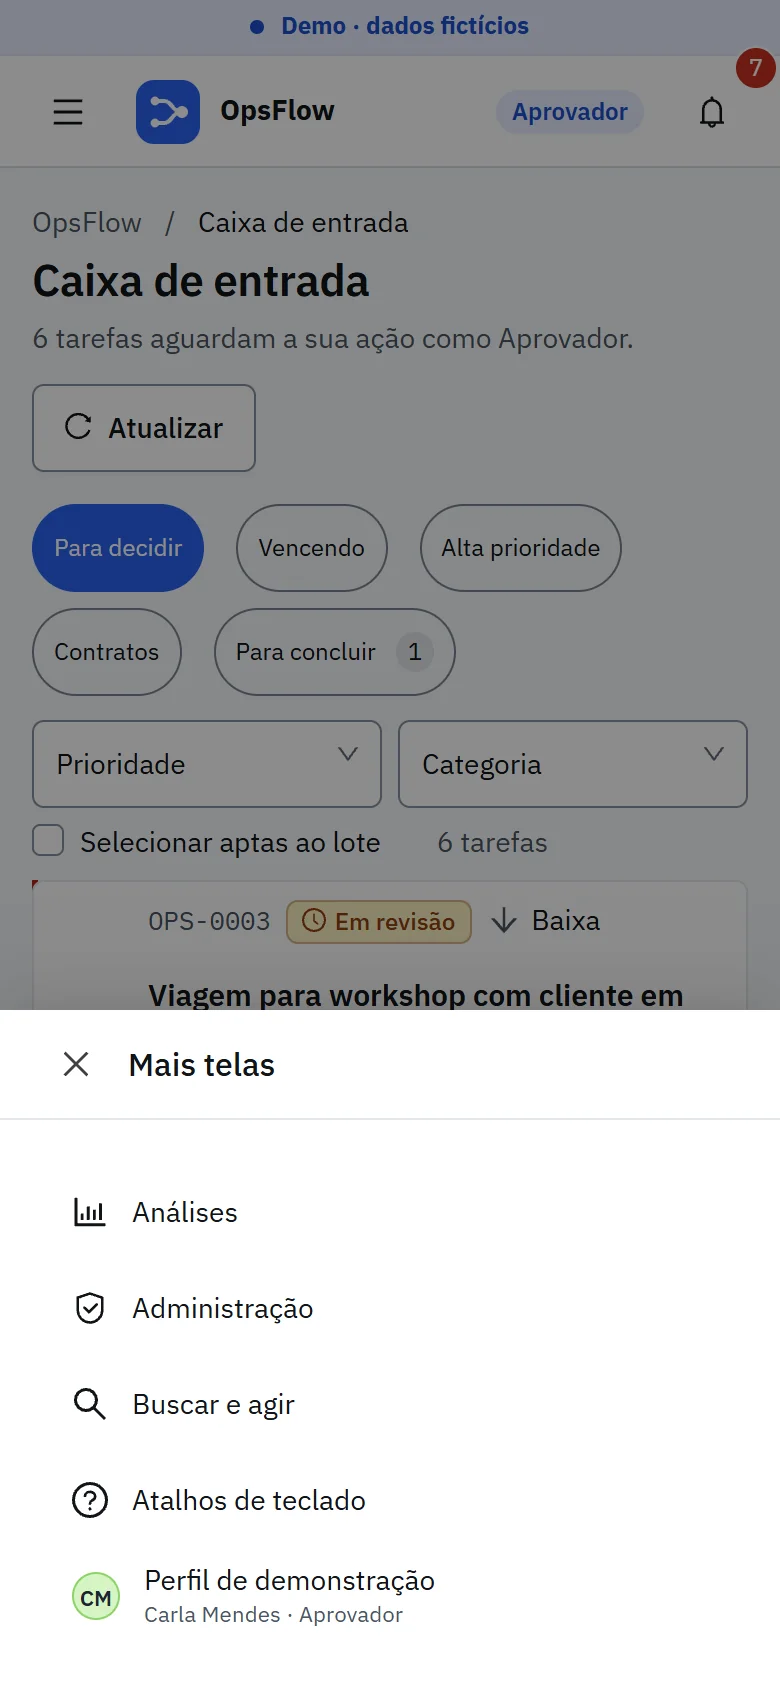 Demo · dados fictícios
7
OpsFlow
Aprovador
OpsFlow / Caixa de entrada
Caixa de entrada
6 tarefas aguardam a sua ação como Aprovador.
Atualizar
Para decidir
Vencendo
Alta prioridade
Contratos
Para concluir 1
Prioridade
Categoria
Selecionar aptas ao lote
6 tarefas
OPS-0003
Em revisão
Baixa
Viagem para workshop com cliente em
Mais telas
Análises
Administração
Buscar e agir
Atalhos de teclado
CM
Perfil de demonstração
Carla Mendes · Aprovador